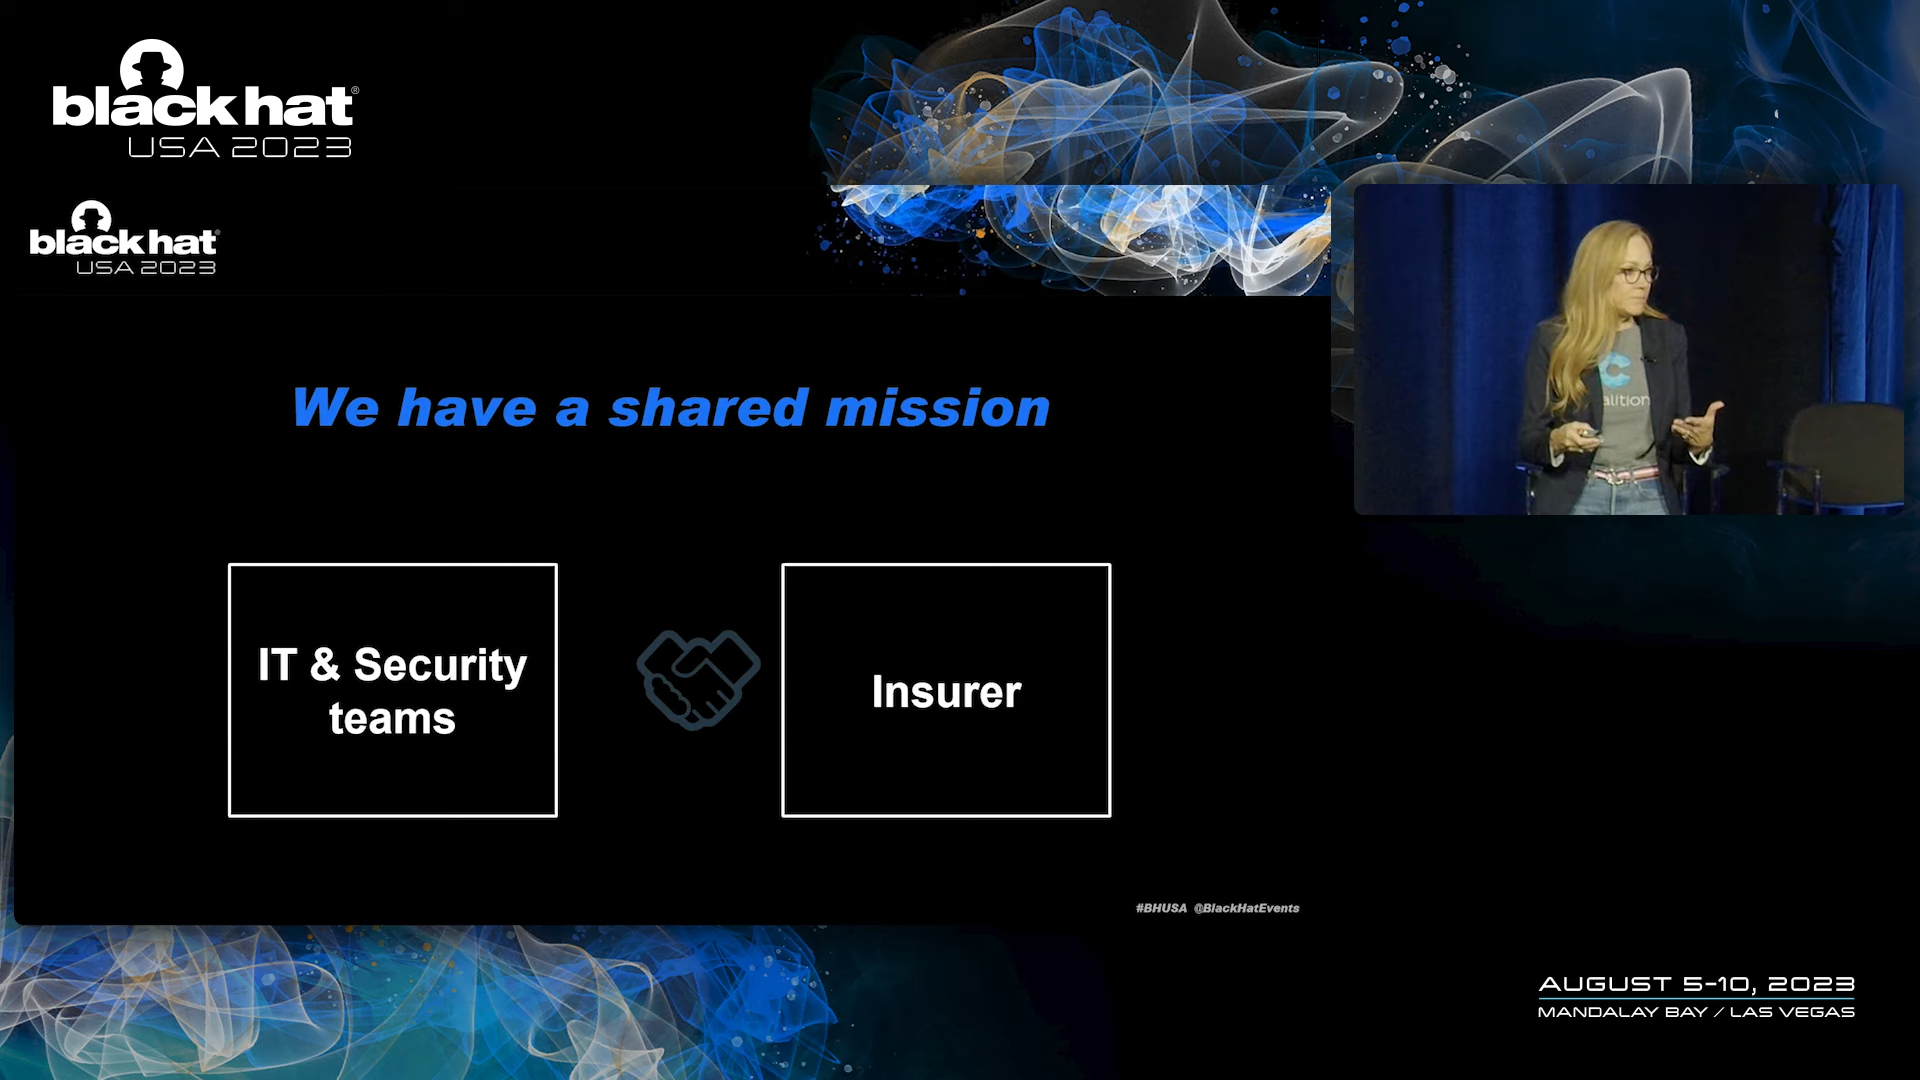 black hat®
USA 2023
black hat
USA 2023
We have a shared mission
IT & Security
teams
Insurer
alition
#BHUSA @BlackHatEvents
AUGUST 5-10, 2023
MANDALAY BAY / LAS VEGAS